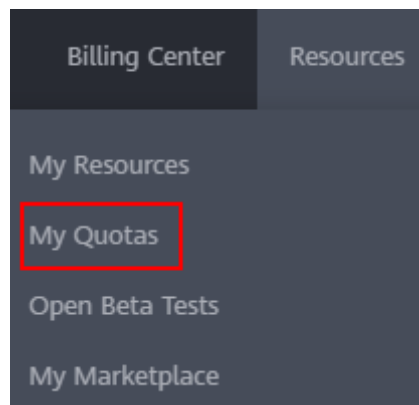 Billing Center Resources
My Resources
My Quotas
Open Beta Tests
My Marketplace